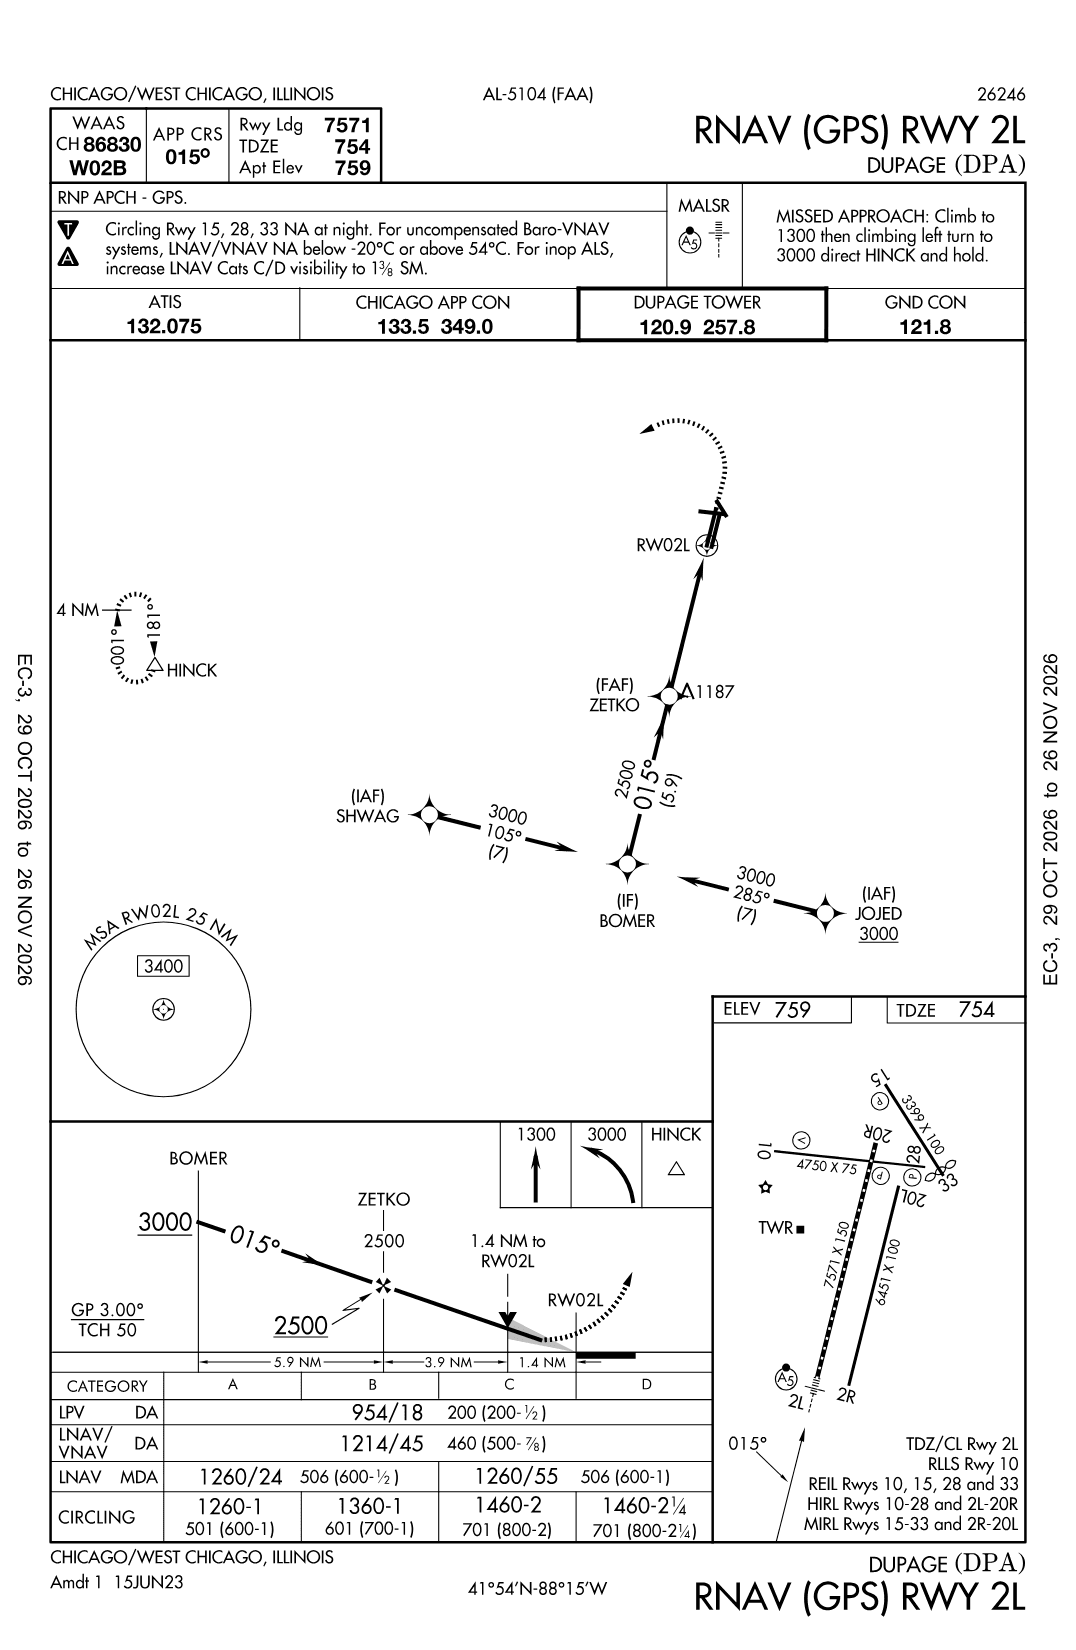 CHICAGO/WEST CHICAGO, ILLINOIS
AL-5104 (FAA)
26246
WAAS
CH 86830
W02B
APP CRS
015°
Rwy Ldg 7571
TDZE 754
Apt Elev 759
RNAV (GPS) RWY 2L
DUPAGE (DPA)
RNP APCH - GPS.
T
A
Circling Rwy 15, 28, 33 NA at night. For uncompensated Baro-VNAV
systems, LNAV/VNAV NA below -20°C or above 54°C. For inop ALS,
increase LNAV Cats C/D visibility to 1 3/8 SM.
MALSR
A5
MISSED APPROACH: Climb to
1300 then climbing left turn to
3000 direct HINCK and hold.
ATIS
132.075
CHICAGO APP CON
133.5 349.0
DUPAGE TOWER
120.9 257.8
GND CON
121.8
RW02L
4 NM
001°
181°
HINCK
(FAF)
ZETKO
1187
2500
015°
(5.9)
(IAF)
SHWAG
3000
105°
(7)
(IF)
BOMER
3000
285°
(7)
(IAF)
JOJED
3000
MSA RW02L 25 NM
3400
EC-3, 29 OCT 2026 to 26 NOV 2026
EC-3, 29 OCT 2026 to 26 NOV 2026
ELEV 759
TDZE 754
15
P
3399 X 100
20R
V
10
4750 X 75
28
P
P
33
20L
TWR
7571 X 150
6451 X 100
A5
2L
2R
015°
TDZ/CL Rwy 2L
RLLS Rwy 10
REIL Rwys 10, 15, 28 and 33
HIRL Rwys 10-28 and 2L-20R
MIRL Rwys 15-33 and 2R-20L
1300
3000
HINCK
BOMER
3000
015°
ZETKO
2500
2500
1.4 NM to
RW02L
RW02L
GP 3.00°
TCH 50
5.9 NM
3.9 NM
1.4 NM
CATEGORY A B C D
LPV DA 954/18 200 (200-½)
LNAV/
VNAV DA 1214/45 460 (500-⅞)
LNAV MDA 1260/24 506 (600-½) 1260/55 506 (600-1)
CIRCLING
1260-1 1360-1 1460-2 1460-2¼
501 (600-1) 601 (700-1) 701 (800-2) 701 (800-2¼)
CHICAGO/WEST CHICAGO, ILLINOIS
Amdt 1 15JUN23
41°54'N-88°15'W
DUPAGE (DPA)
RNAV (GPS) RWY 2L